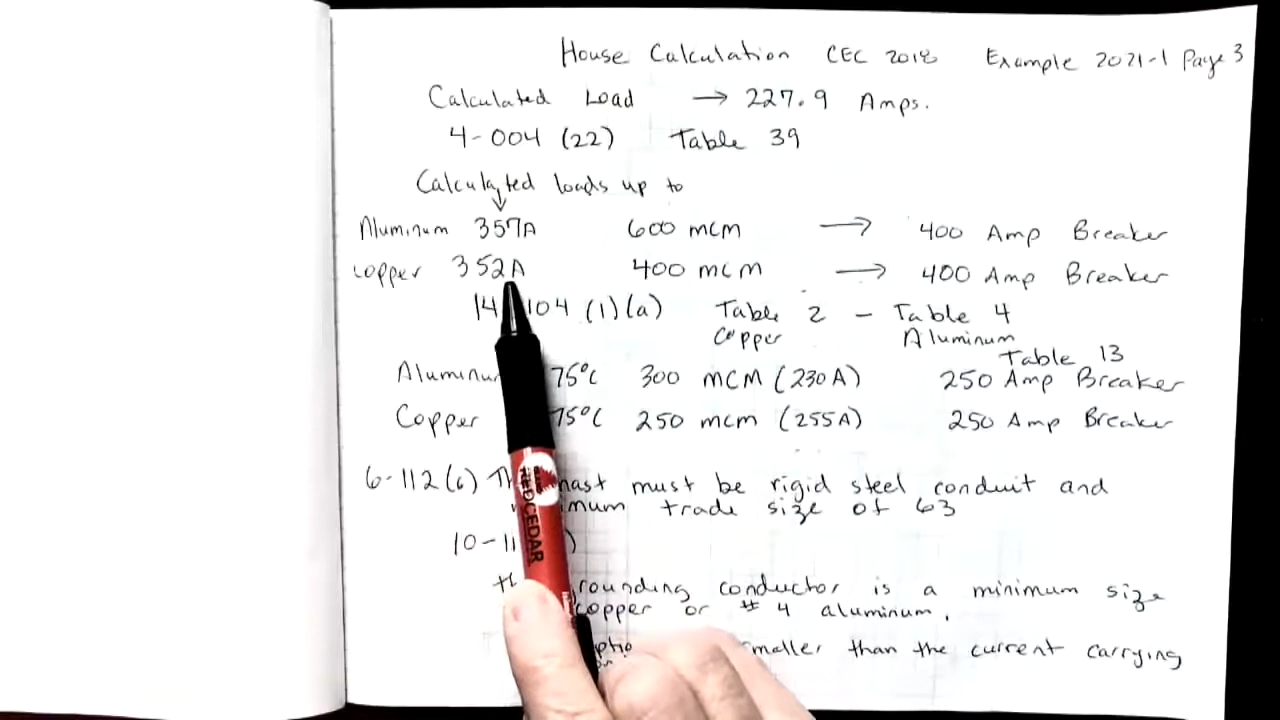 House Calculation CEC 2018 Example 2021-1 Page 3
Calculated Load → 227.9 Amps.
4-004 (22) Table 39
Calculated loads up to
Aluminum 357A 600 mcm → 400 Amp Breaker
Copper 352A 400 mcm → 400 Amp Breaker
14 104 (1)(a) Table 2 - Table 4
Copper Aluminum
Table 13
Aluminum 75°C 300 MCM (230A) 250 Amp Breaker
Copper 75°C 250 mcm (255A) 250 Amp Breaker
6-112(6) must be rigid steel conduit and
trade size of 63
10-11
conductor is a minimum size
copper or #4 aluminum.
than the current carrying
REDCEDAR